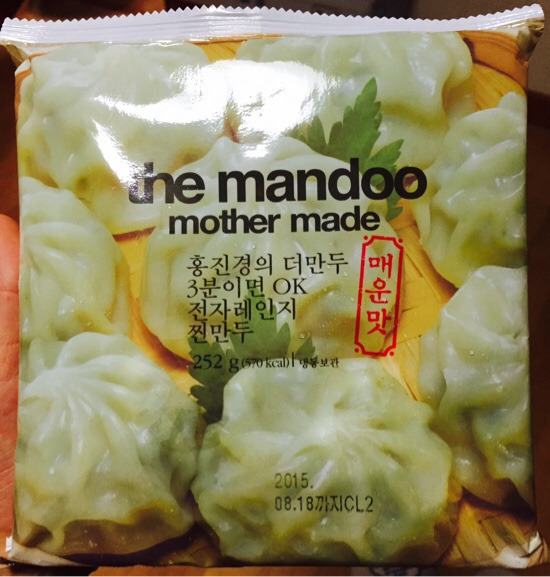 the mandoo
mother made
홍진경의 더만두
3분이면 OK
전자레인지
찐만두
252 g (570 kcal) | 냉동보관
매운맛
2015.
08.18까지CL2